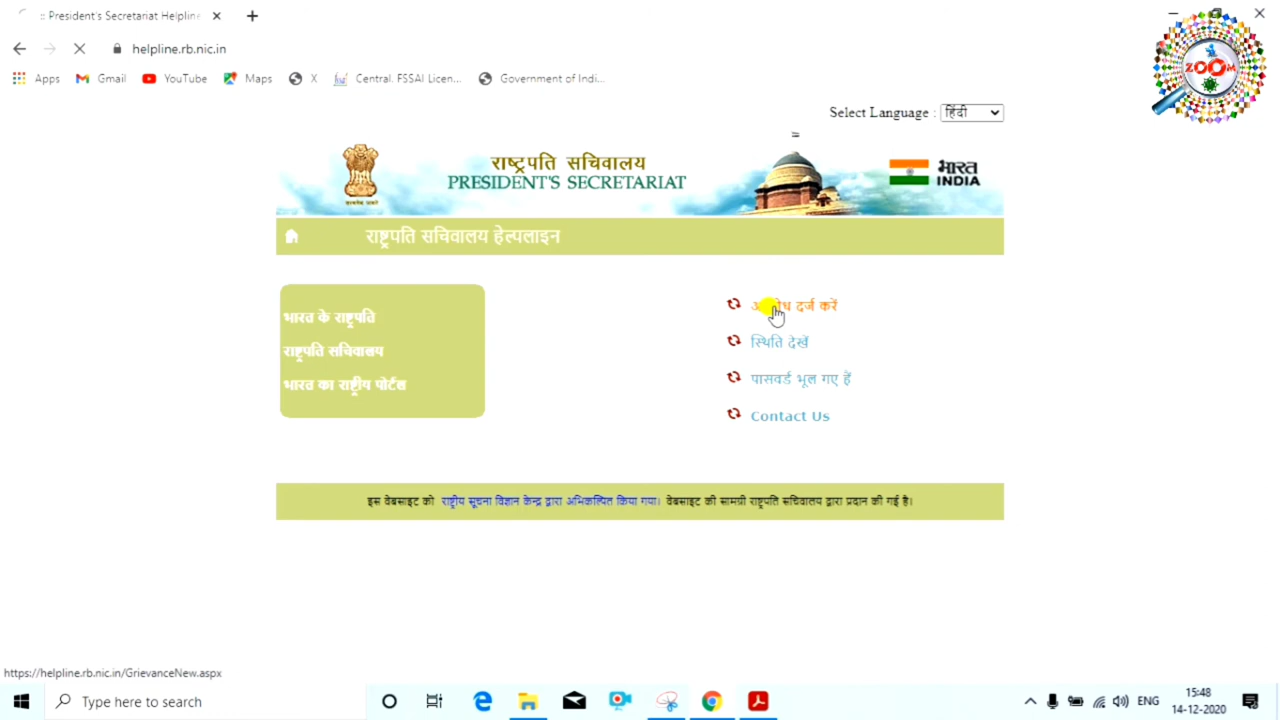 :: President's Secretariat Helpline
helpline.rb.nic.in
Apps Gmail YouTube Maps X Central. FSSAI Licen... Government of Indi...
ZOOM
Select Language : हिंदी
राष्ट्रपति सचिवालय
PRESIDENT'S SECRETARIAT
भारत
INDIA
राष्ट्रपति सचिवालय हेल्पलाइन
भारत के राष्ट्रपति
राष्ट्रपति सचिवालय
भारत का राष्ट्रीय पोर्टल
दर्ज करें
स्थिति देखें
पासवर्ड भूल गए हैं
Contact Us
इस वेबसाइट को राष्ट्रीय सूचना विज्ञान केन्द्र द्वारा अभिकल्पित किया गया। वेबसाइट की सामग्री राष्ट्रपति सचिवालय द्वारा प्रदान की गई है।
https://helpline.rb.nic.in/GrievanceNew.aspx
Type here to search
ENG
15:48
14-12-2020